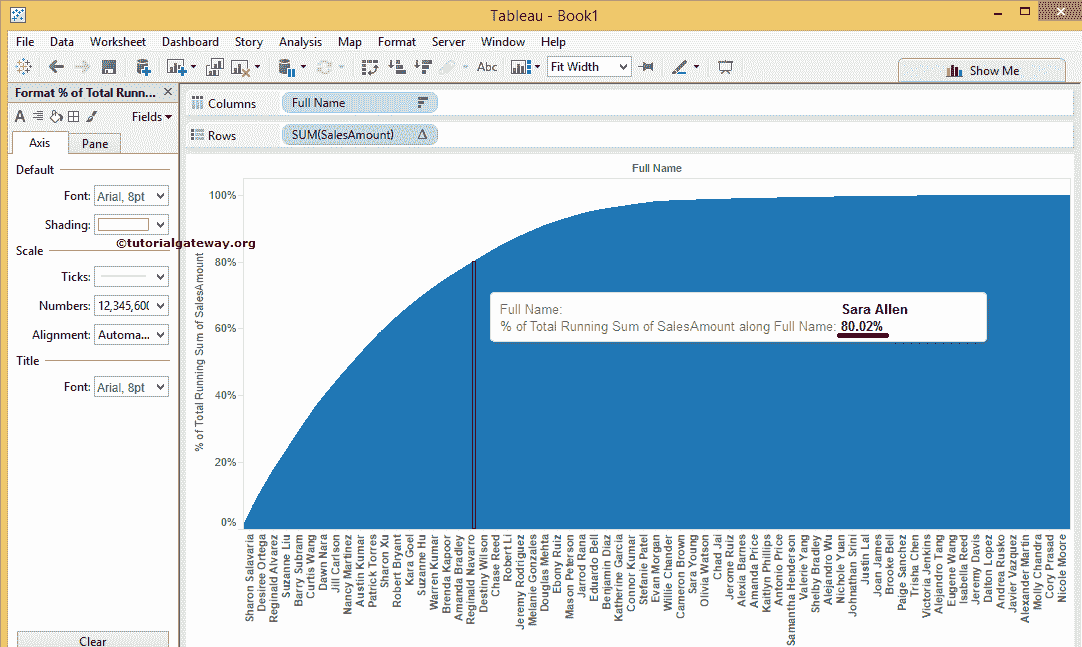 Tableau - Book1
File Data Worksheet Dashboard Story Analysis Map Format Server Window Help
Abc
Fit Width
Show Me
Format % of Total Runn...
Fields
Axis
Pane
Default
Font: Arial, 8pt
Shading:
©tutorialgateway.org
Scale
Ticks:
Numbers: 12,345,600
Alignment: Automa...
Title
Font: Arial, 8pt
Clear
Columns
Full Name
Rows
SUM(SalesAmount) Δ
Full Name
% of Total Running Sum of SalesAmount
100%
80%
60%
40%
20%
0%
Full Name: Sara Allen
% of Total Running Sum of SalesAmount along Full Name: 80.02%
Sharon Salavaria
Desiree Ortega
Reginald Alvarez
Suzanne Liu
Barry Subram
Curtis Wang
Dawn Nara
Jill Carlson
Nancy Martinez
Austin Kumar
Patrick Torres
Sharon Xu
Robert Bryant
Kara Goel
Suzanne Hu
Warren Kumar
Brenda Kapoor
Amanda Bradley
Reginald Navarro
Destiny Wilson
Chase Reed
Robert Li
Jeremy Rodriguez
Melanie Gonzales
Douglas Mehta
Ebony Ruiz
Mason Peterson
Jarrod Rana
Eduardo Bell
Benjamin Diaz
Katherine Garcia
Connor Kumar
Stefanie Patel
Evan Morgan
Willie Chander
Cameron Brown
Sara Young
Olivia Watson
Chad Jai
Jerome Ruiz
Alexia Barnes
Amanda Price
Kaitlyn Phillips
Antonio Price
Samantha Henderson
Valerie Yang
Shelby Bradley
Alejandro Wu
Nichole Yuan
Johnathan Srini
Justin Lal
Joan James
Brooke Bell
Paige Sanchez
Trisha Chen
Victoria Jenkins
Alejandro Tang
Eugene Wang
Isabella Reed
Jeremy Davis
Dalton Lopez
Andrea Rusko
Javier Vazquez
Alexander Martin
Molly Chandra
Cory Prasad
Nicole Moore